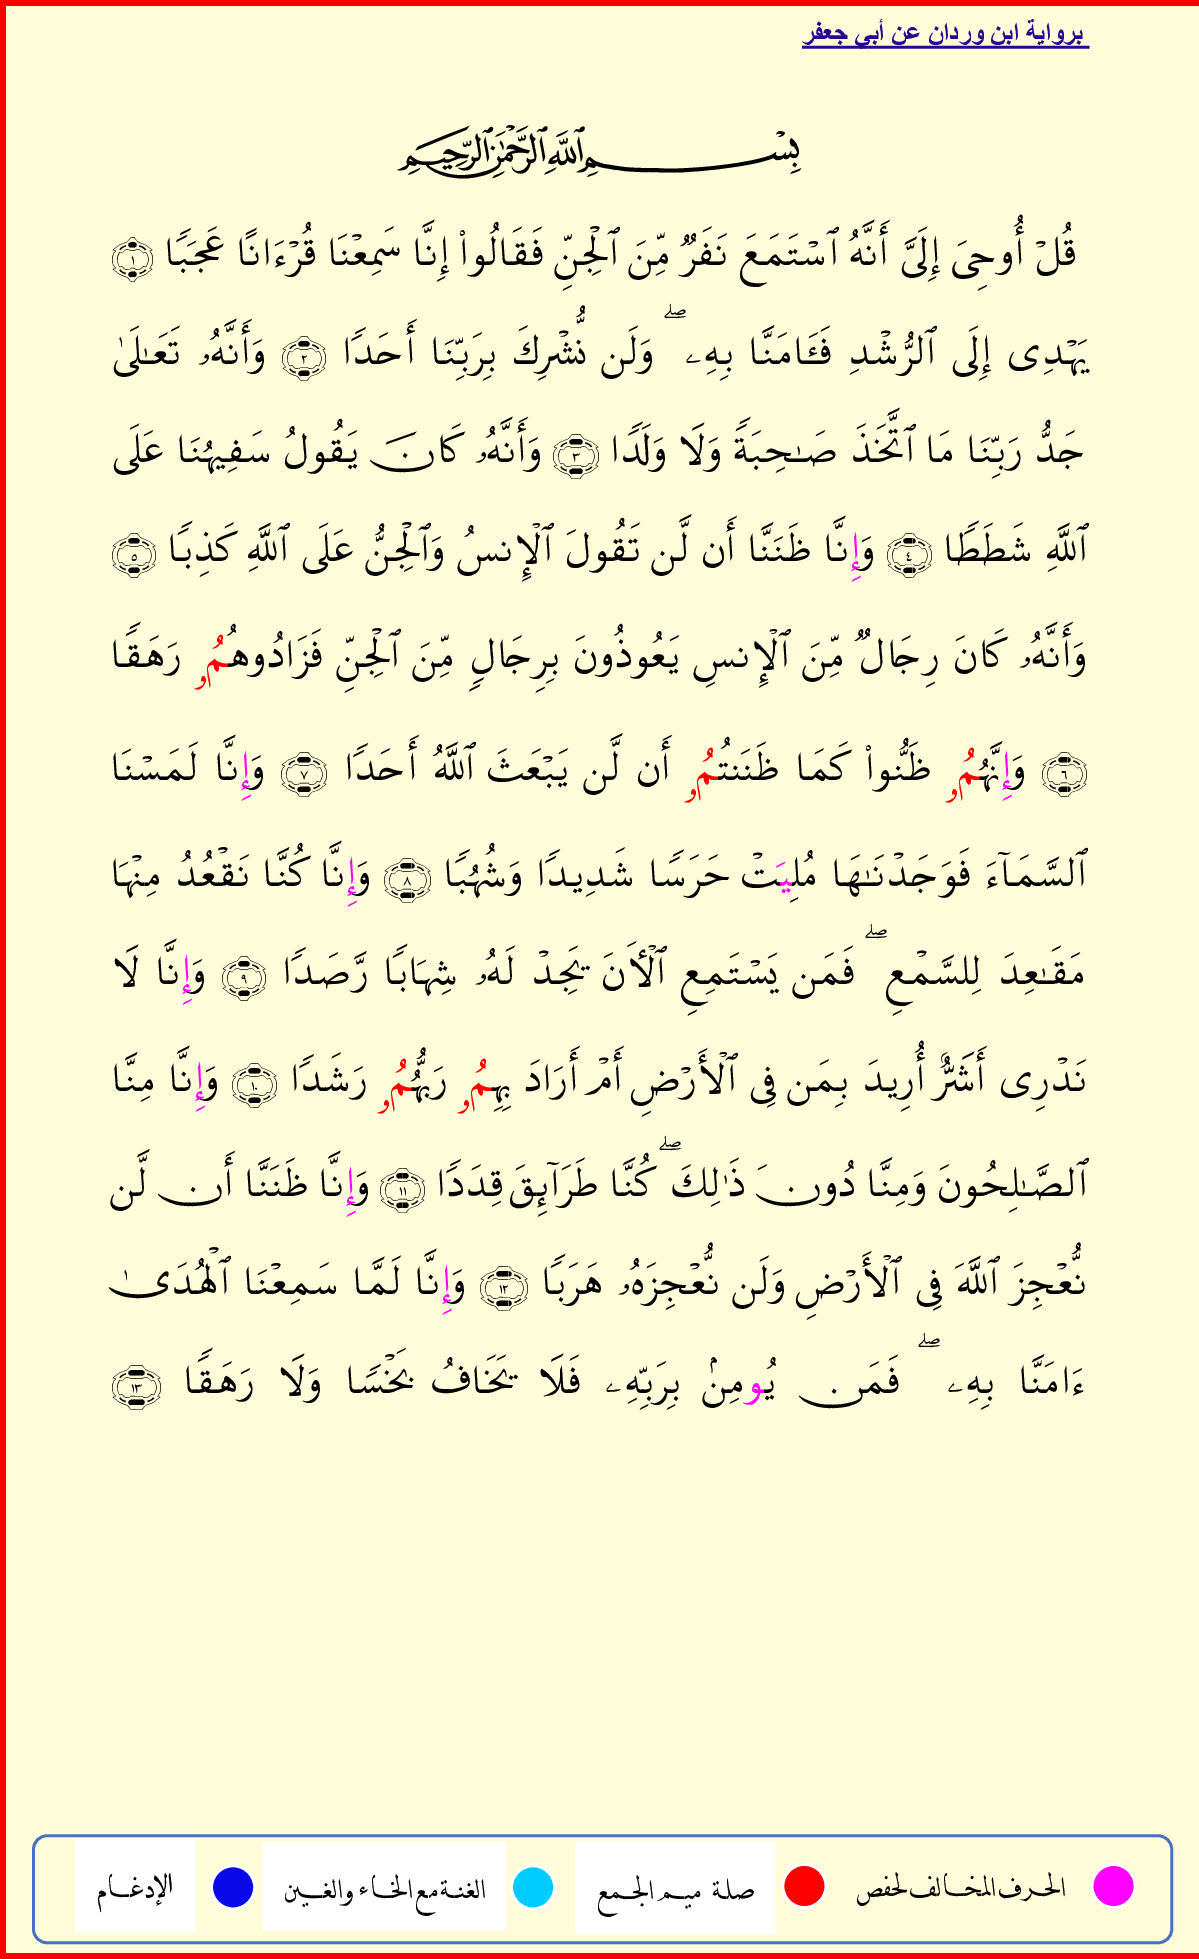 برواية ابن وردان عن أبي جعفر
بِسْمِ ٱللَّهِ ٱلرَّحْمَٰنِ ٱلرَّحِيمِ
قُلْ أُوحِيَ إِلَيَّ أَنَّهُ ٱسْتَمَعَ نَفَرٌ مِّنَ ٱلْجِنِّ فَقَالُوا۟ إِنَّا سَمِعْنَا قُرْءَانًا عَجَبًا ١
يَهْدِى إِلَى ٱلرُّشْدِ فَـَٔامَنَّا بِهِۦ ۖ وَلَن نُّشْرِكَ بِرَبِّنَا أَحَدًا ٢ وَأَنَّهُۥ تَعَـٰلَىٰ
جَدُّ رَبِّنَا مَا ٱتَّخَذَ صَـٰحِبَةً وَلَا وَلَدًا ٣ وَأَنَّهُۥ كَانَ يَقُولُ سَفِيهُنَا عَلَى
ٱللَّهِ شَطَطًا ٤ وَإِنَّا ظَنَنَّا أَن لَّن تَقُولَ ٱلْإِنسُ وَٱلْجِنُّ عَلَى ٱللَّهِ كَذِبًا ٥
وَأَنَّهُۥ كَانَ رِجَالٌ مِّنَ ٱلْإِنسِ يَعُوذُونَ بِرِجَالٍ مِّنَ ٱلْجِنِّ فَزَادُوهُمُۥ رَهَقًا
٦ وَإِنَّهُمُۥ ظَنُّوا۟ كَمَا ظَنَنتُمُۥ أَن لَّن يَبْعَثَ ٱللَّهُ أَحَدًا ٧ وَإِنَّا لَمَسْنَا
ٱلسَّمَآءَ فَوَجَدْنَـٰهَا مُلِيَتْ حَرَسًا شَدِيدًا وَشُهُبًا ٨ وَإِنَّا كُنَّا نَقْعُدُ مِنْهَا
مَقَـٰعِدَ لِلسَّمْعِ ۖ فَمَن يَسْتَمِعِ ٱلْأَنَ يَجِدْ لَهُۥ شِهَابًا رَّصَدًا ٩ وَإِنَّا لَا
نَدْرِى أَشَرٌّ أُرِيدَ بِمَن فِى ٱلْأَرْضِ أَمْ أَرَادَ بِهِمُۥ رَبُّهُمُۥ رَشَدًا ١٠ وَإِنَّا مِنَّا
ٱلصَّـٰلِحُونَ وَمِنَّا دُونَ ذَٰلِكَ ۖ كُنَّا طَرَآئِقَ قِدَدًا ١١ وَإِنَّا ظَنَنَّا أَن لَّن
نُّعْجِزَ ٱللَّهَ فِى ٱلْأَرْضِ وَلَن نُّعْجِزَهُۥ هَرَبًا ١٢ وَإِنَّا لَمَّا سَمِعْنَا ٱلْهُدَىٰ
ءَامَنَّا بِهِۦ ۖ فَمَن يُومِنۢ بِرَبِّهِۦ فَلَا يَخَافُ بَخْسًا وَلَا رَهَقًا ١٣
الحرف المخالف لحفص صلة ميم الجمع الغنة مع الخاء والغين الإدغام